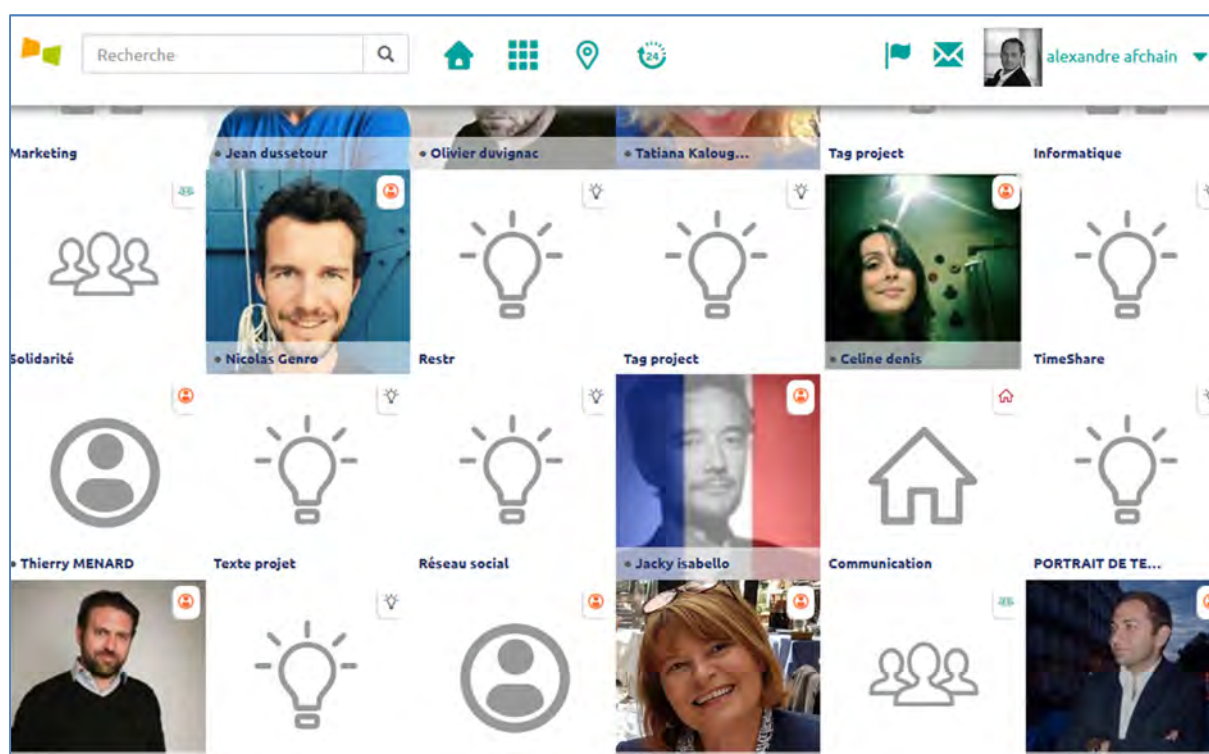 Recherche
24
alexandre afchain
Marketing
• Jean dussetour
• Olivier duvignac
• Tatiana Kaloug...
Tag project
Informatique
Solidarité
• Nicolas Genro
Restr
Tag project
• Celine denis
TimeShare
• Thierry MENARD
Texte projet
Réseau social
• Jacky isabello
Communication
PORTRAIT DE TE...